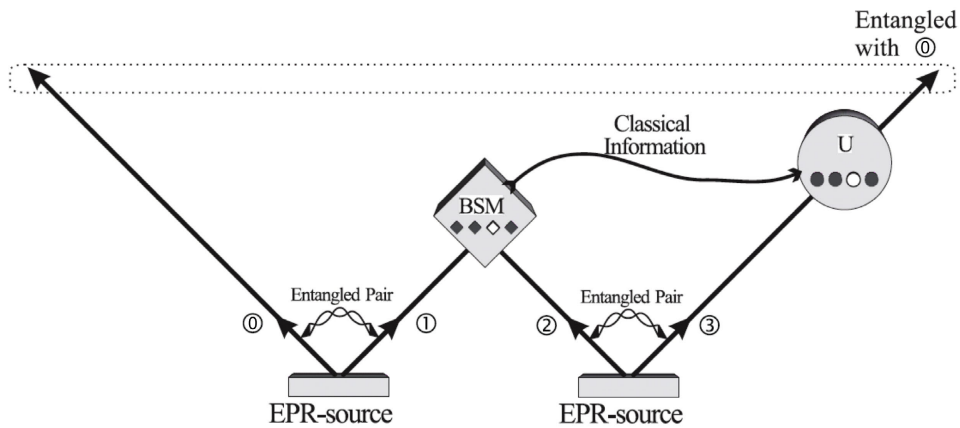 Entangled
with ⓪
Classical
Information
U
BSM
Entangled Pair
Entangled Pair
⓪
①
②
③
EPR-source
EPR-source